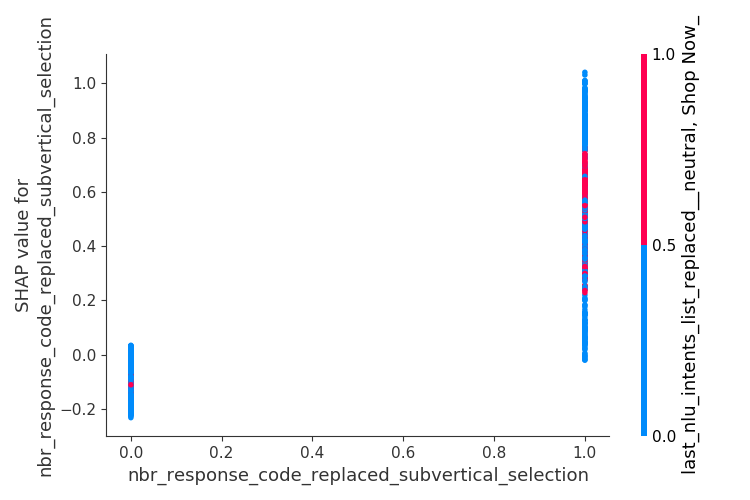 SHAP value for
nbr_response_code_replaced_subvertical_selection
1.0
0.8
0.6
0.4
0.2
0.0
−0.2
0.0 0.2 0.4 0.6 0.8 1.0
nbr_response_code_replaced_subvertical_selection
1.0
0.5
0.0
last_nlu_intents_list_replaced__neutral, Shop Now_